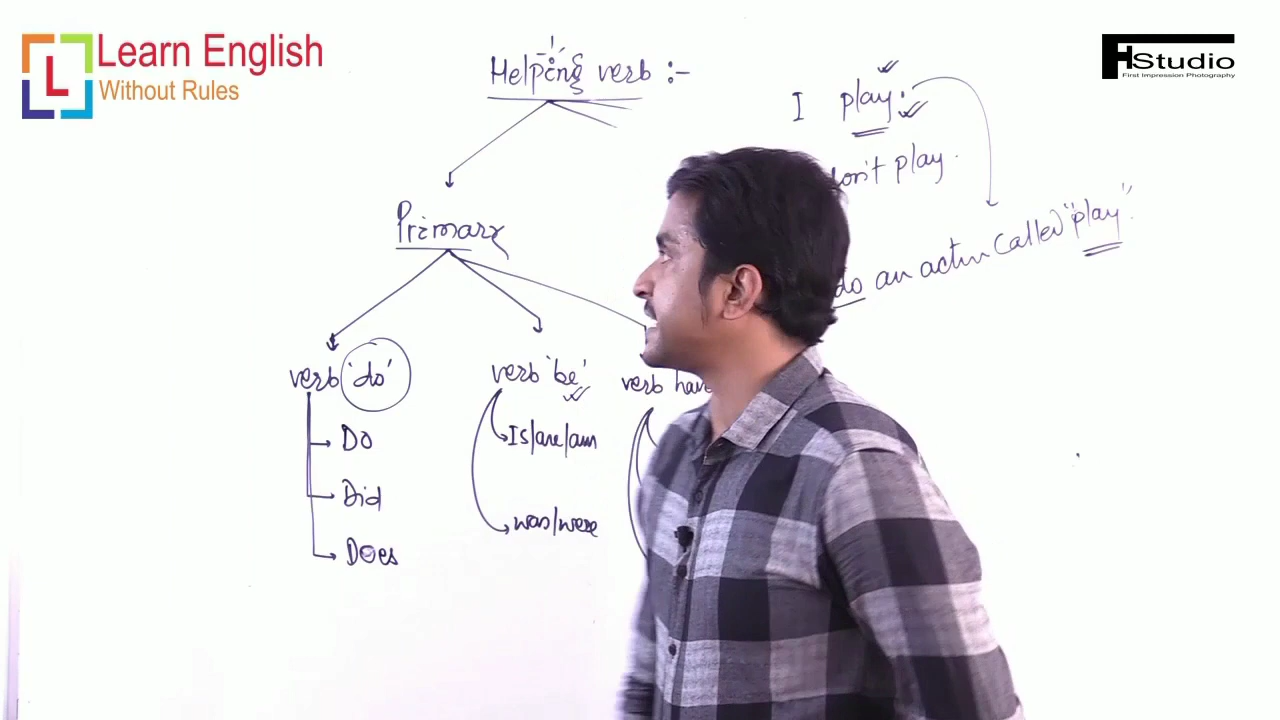 Learn English
Without Rules
L
FH Studio
First Impression Photography
Helping verb :-
Primary
verb 'do'
Do
Did
Does
verb 'be'
Is/are/am
was/were
verb have
I play.
don't play.
do an action called "play".